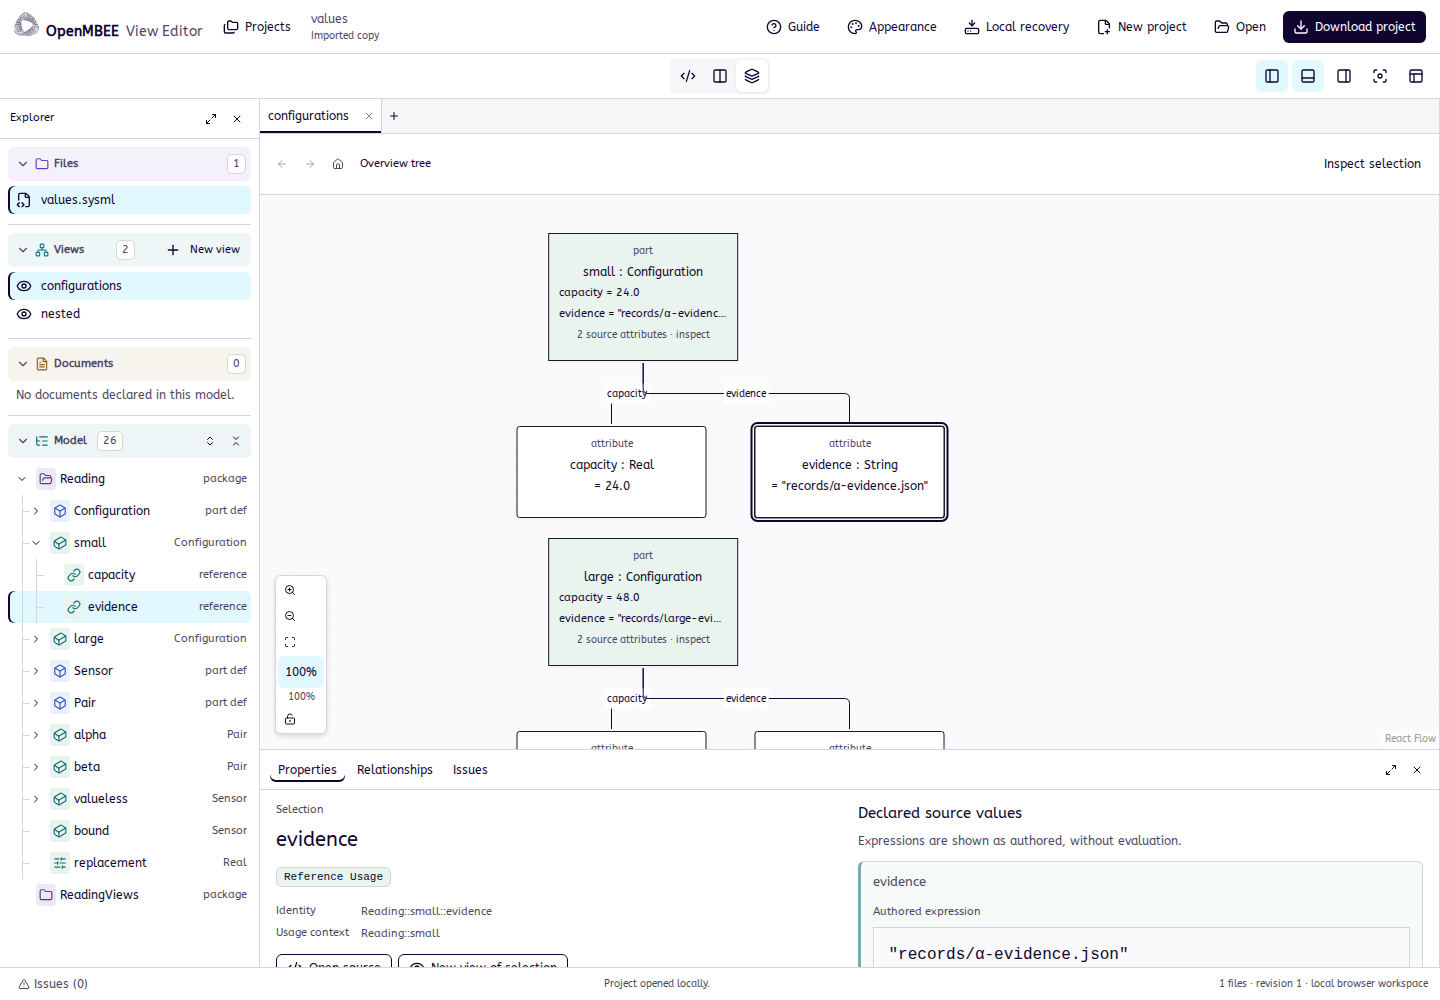 OpenMBEE View Editor
Projects
values
Imported copy
Guide
Appearance
Local recovery
New project
Open
Download project
Explorer
configurations
Files
1
values.sysml
Views
2
New view
configurations
nested
Documents
0
No documents declared in this model.
Model
26
Reading
package
Configuration
part def
small
Configuration
capacity
reference
evidence
reference
large
Configuration
Sensor
part def
Pair
part def
alpha
Pair
beta
Pair
valueless
Sensor
bound
Sensor
replacement
Real
ReadingViews
package
Overview tree
Inspect selection
part
small : Configuration
capacity = 24.0
evidence = "records/α-evidenc...
2 source attributes · inspect
capacity
evidence
attribute
capacity : Real
= 24.0
attribute
evidence : String
= "records/α-evidence.json"
part
large : Configuration
capacity = 48.0
evidence = "records/large-evi...
2 source attributes · inspect
capacity
evidence
attribute
attribute
100%
100%
React Flow
Properties
Relationships
Issues
Selection
evidence
Reference Usage
Identity
Reading::small::evidence
Usage context
Reading::small
Open source
New view of selection
Declared source values
Expressions are shown as authored, without evaluation.
evidence
Authored expression
"records/α-evidence.json"
Issues (0)
Project opened locally.
1 files · revision 1 · local browser workspace